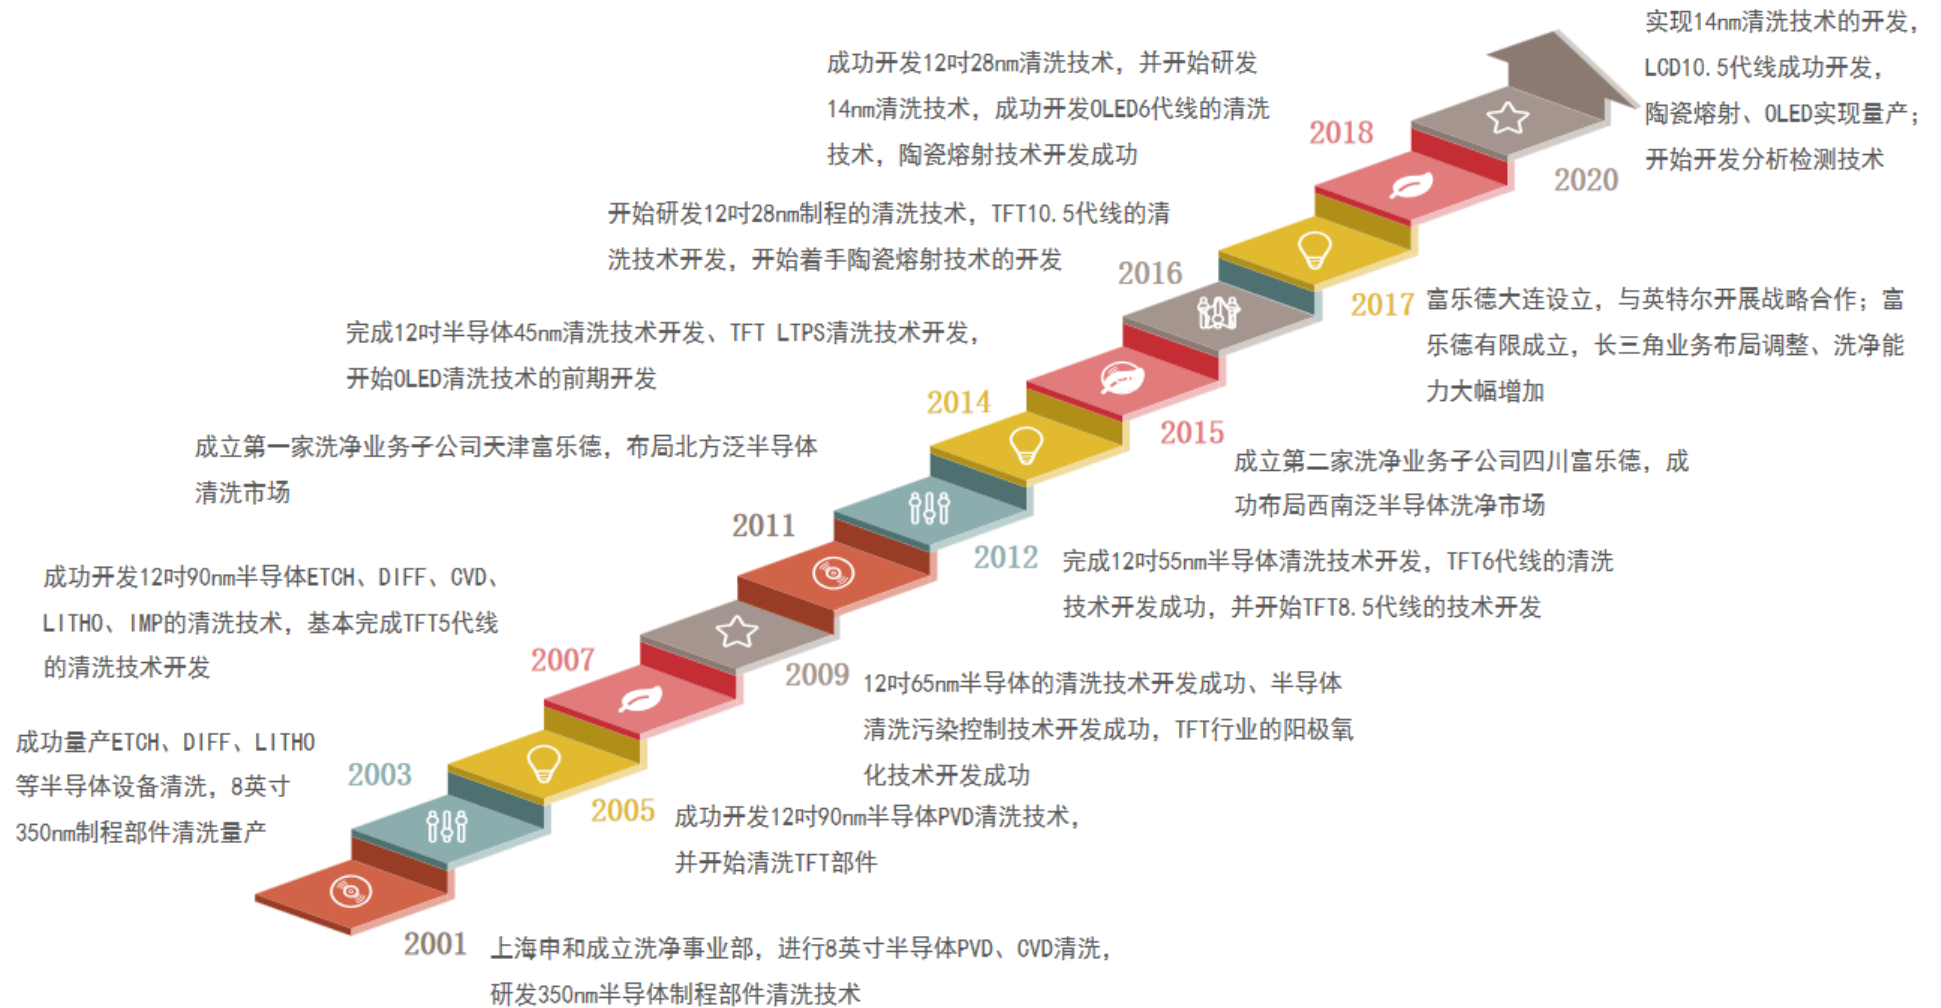 2001
上海申和成立洗净事业部，进行8英寸半导体PVD、CVD清洗，
研发350nm半导体制程部件清洗技术
2003
成功量产ETCH、DIFF、LITHO
等半导体设备清洗，8英寸
350nm制程部件清洗量产
2005
成功开发12吋90nm半导体PVD清洗技术，
并开始清洗TFT部件
2007
成功开发12吋90nm半导体ETCH、DIFF、CVD、
LITHO、IMP的清洗技术，基本完成TFT5代线
的清洗技术开发
2009
12吋65nm半导体的清洗技术开发成功、半导体
清洗污染控制技术开发成功，TFT行业的阳极氧
化技术开发成功
2011
成立第一家洗净业务子公司天津富乐德，布局北方泛半导体
清洗市场
2012
完成12吋55nm半导体清洗技术开发，TFT6代线的清洗
技术开发成功，并开始TFT8.5代线的技术开发
2014
完成12吋半导体45nm清洗技术开发、TFT LTPS清洗技术开发，
开始OLED清洗技术的前期开发
2015
成立第二家洗净业务子公司四川富乐德，成
功布局西南泛半导体洗净市场
2016
开始研发12吋28nm制程的清洗技术，TFT10.5代线的清
洗技术开发，开始着手陶瓷熔射技术的开发
2017
富乐德大连设立，与英特尔开展战略合作；富
乐德有限成立，长三角业务布局调整、洗净能
力大幅增加
2018
成功开发12吋28nm清洗技术，并开始研发
14nm清洗技术，成功开发OLED6代线的清洗
技术，陶瓷熔射技术开发成功
2020
实现14nm清洗技术的开发，
LCD10.5代线成功开发，
陶瓷熔射、OLED实现量产；
开始开发分析检测技术